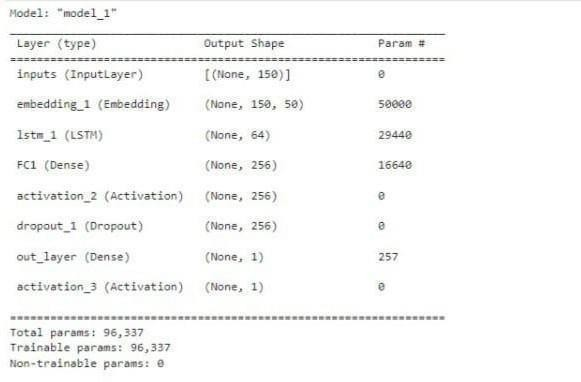 Model: "model_1"
Layer (type) Output Shape Param #
inputs (InputLayer) [(None, 150)] 0
embedding_1 (Embedding) (None, 150, 50) 50000
lstm_1 (LSTM) (None, 64) 29440
FC1 (Dense) (None, 256) 16640
activation_2 (Activation) (None, 256) 0
dropout_1 (Dropout) (None, 256) 0
out_layer (Dense) (None, 1) 257
activation_3 (Activation) (None, 1) 0
Total params: 96,337
Trainable params: 96,337
Non-trainable params: 0